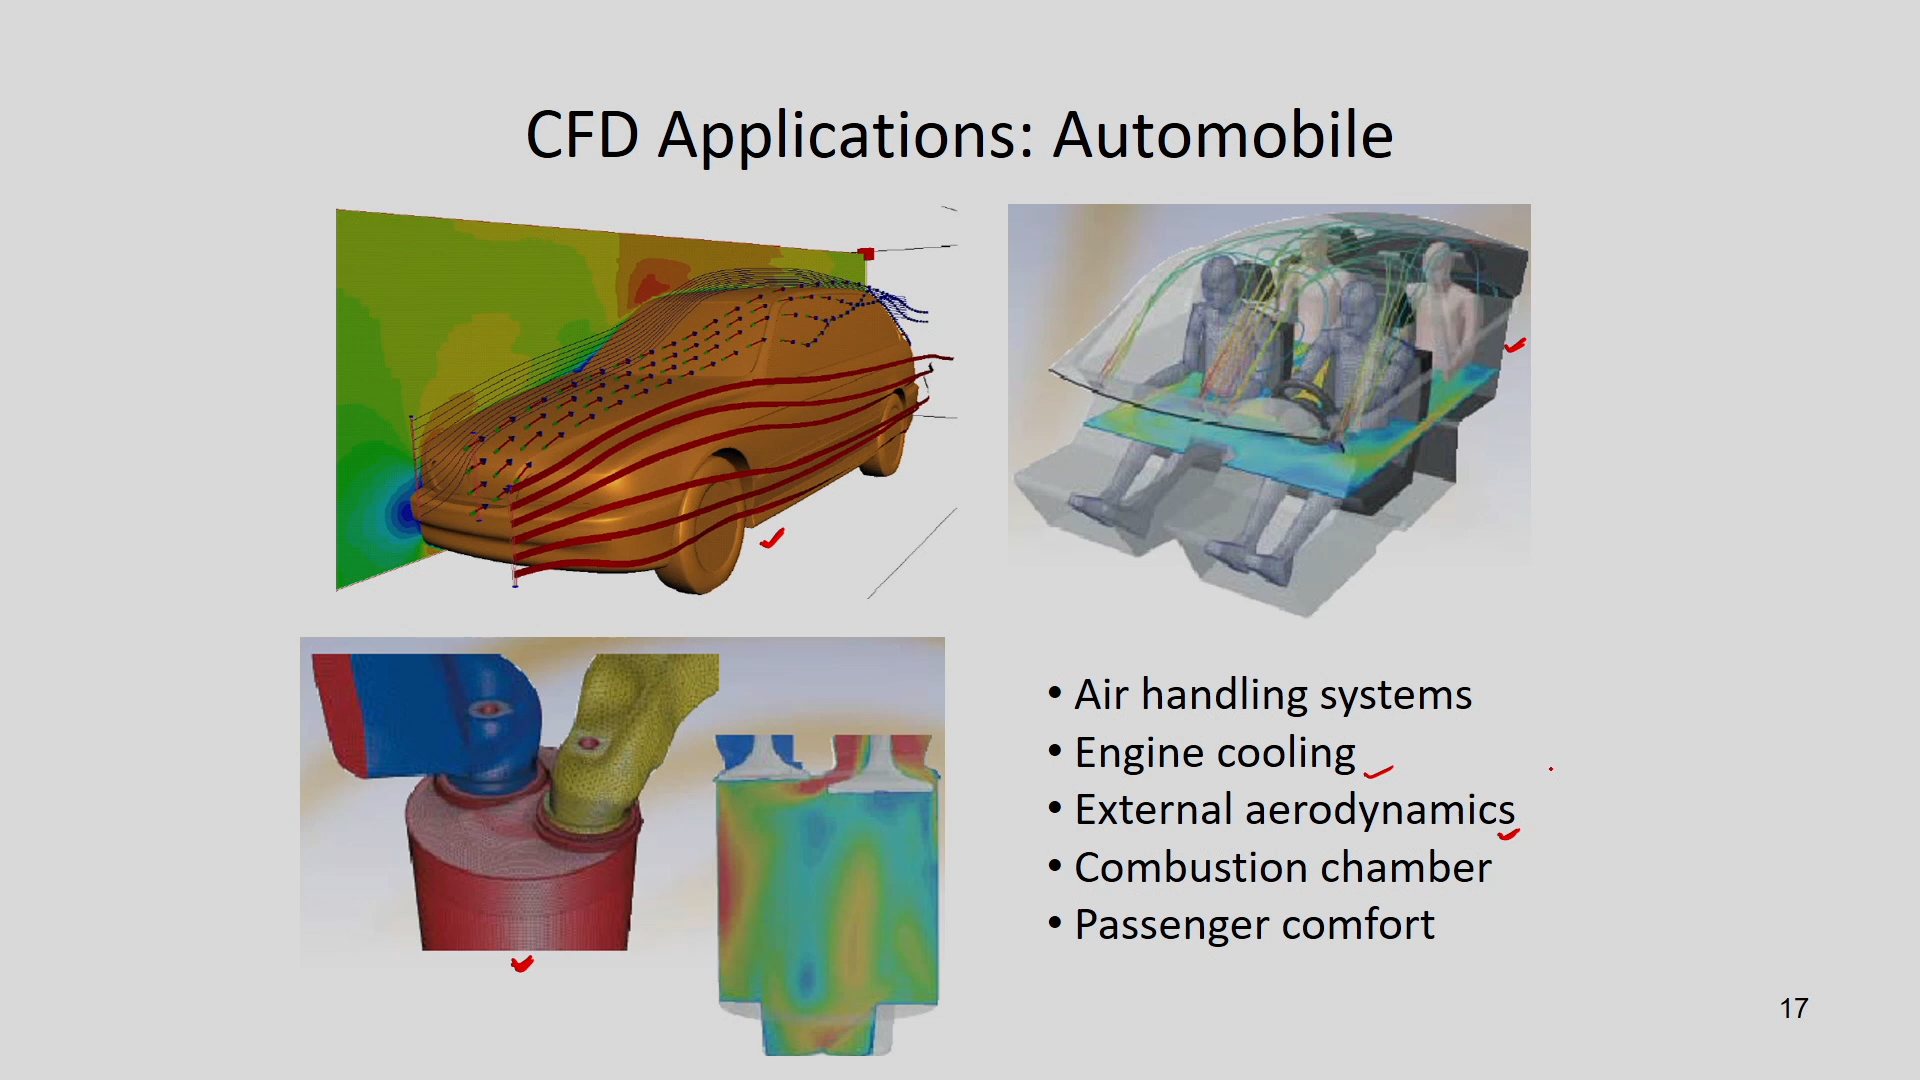 CFD Applications: Automobile
• Air handling systems
• Engine cooling
• External aerodynamics
• Combustion chamber
• Passenger comfort
17